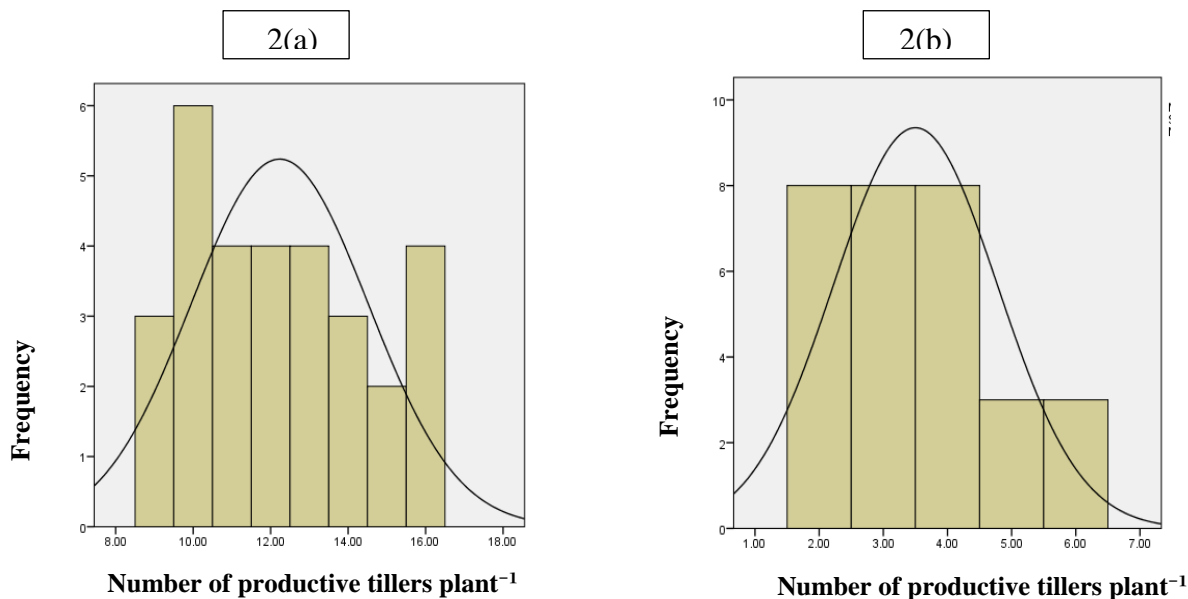 2(a)
6
5
4
3
2
1
0
8.00 10.00 12.00 14.00 16.00 18.00
Frequency
Number of productive tillers plant⁻¹
2(b)
10
8
6
4
2
0
1.00 2.00 3.00 4.00 5.00 6.00 7.00
Frequency
Number of productive tillers plant⁻¹